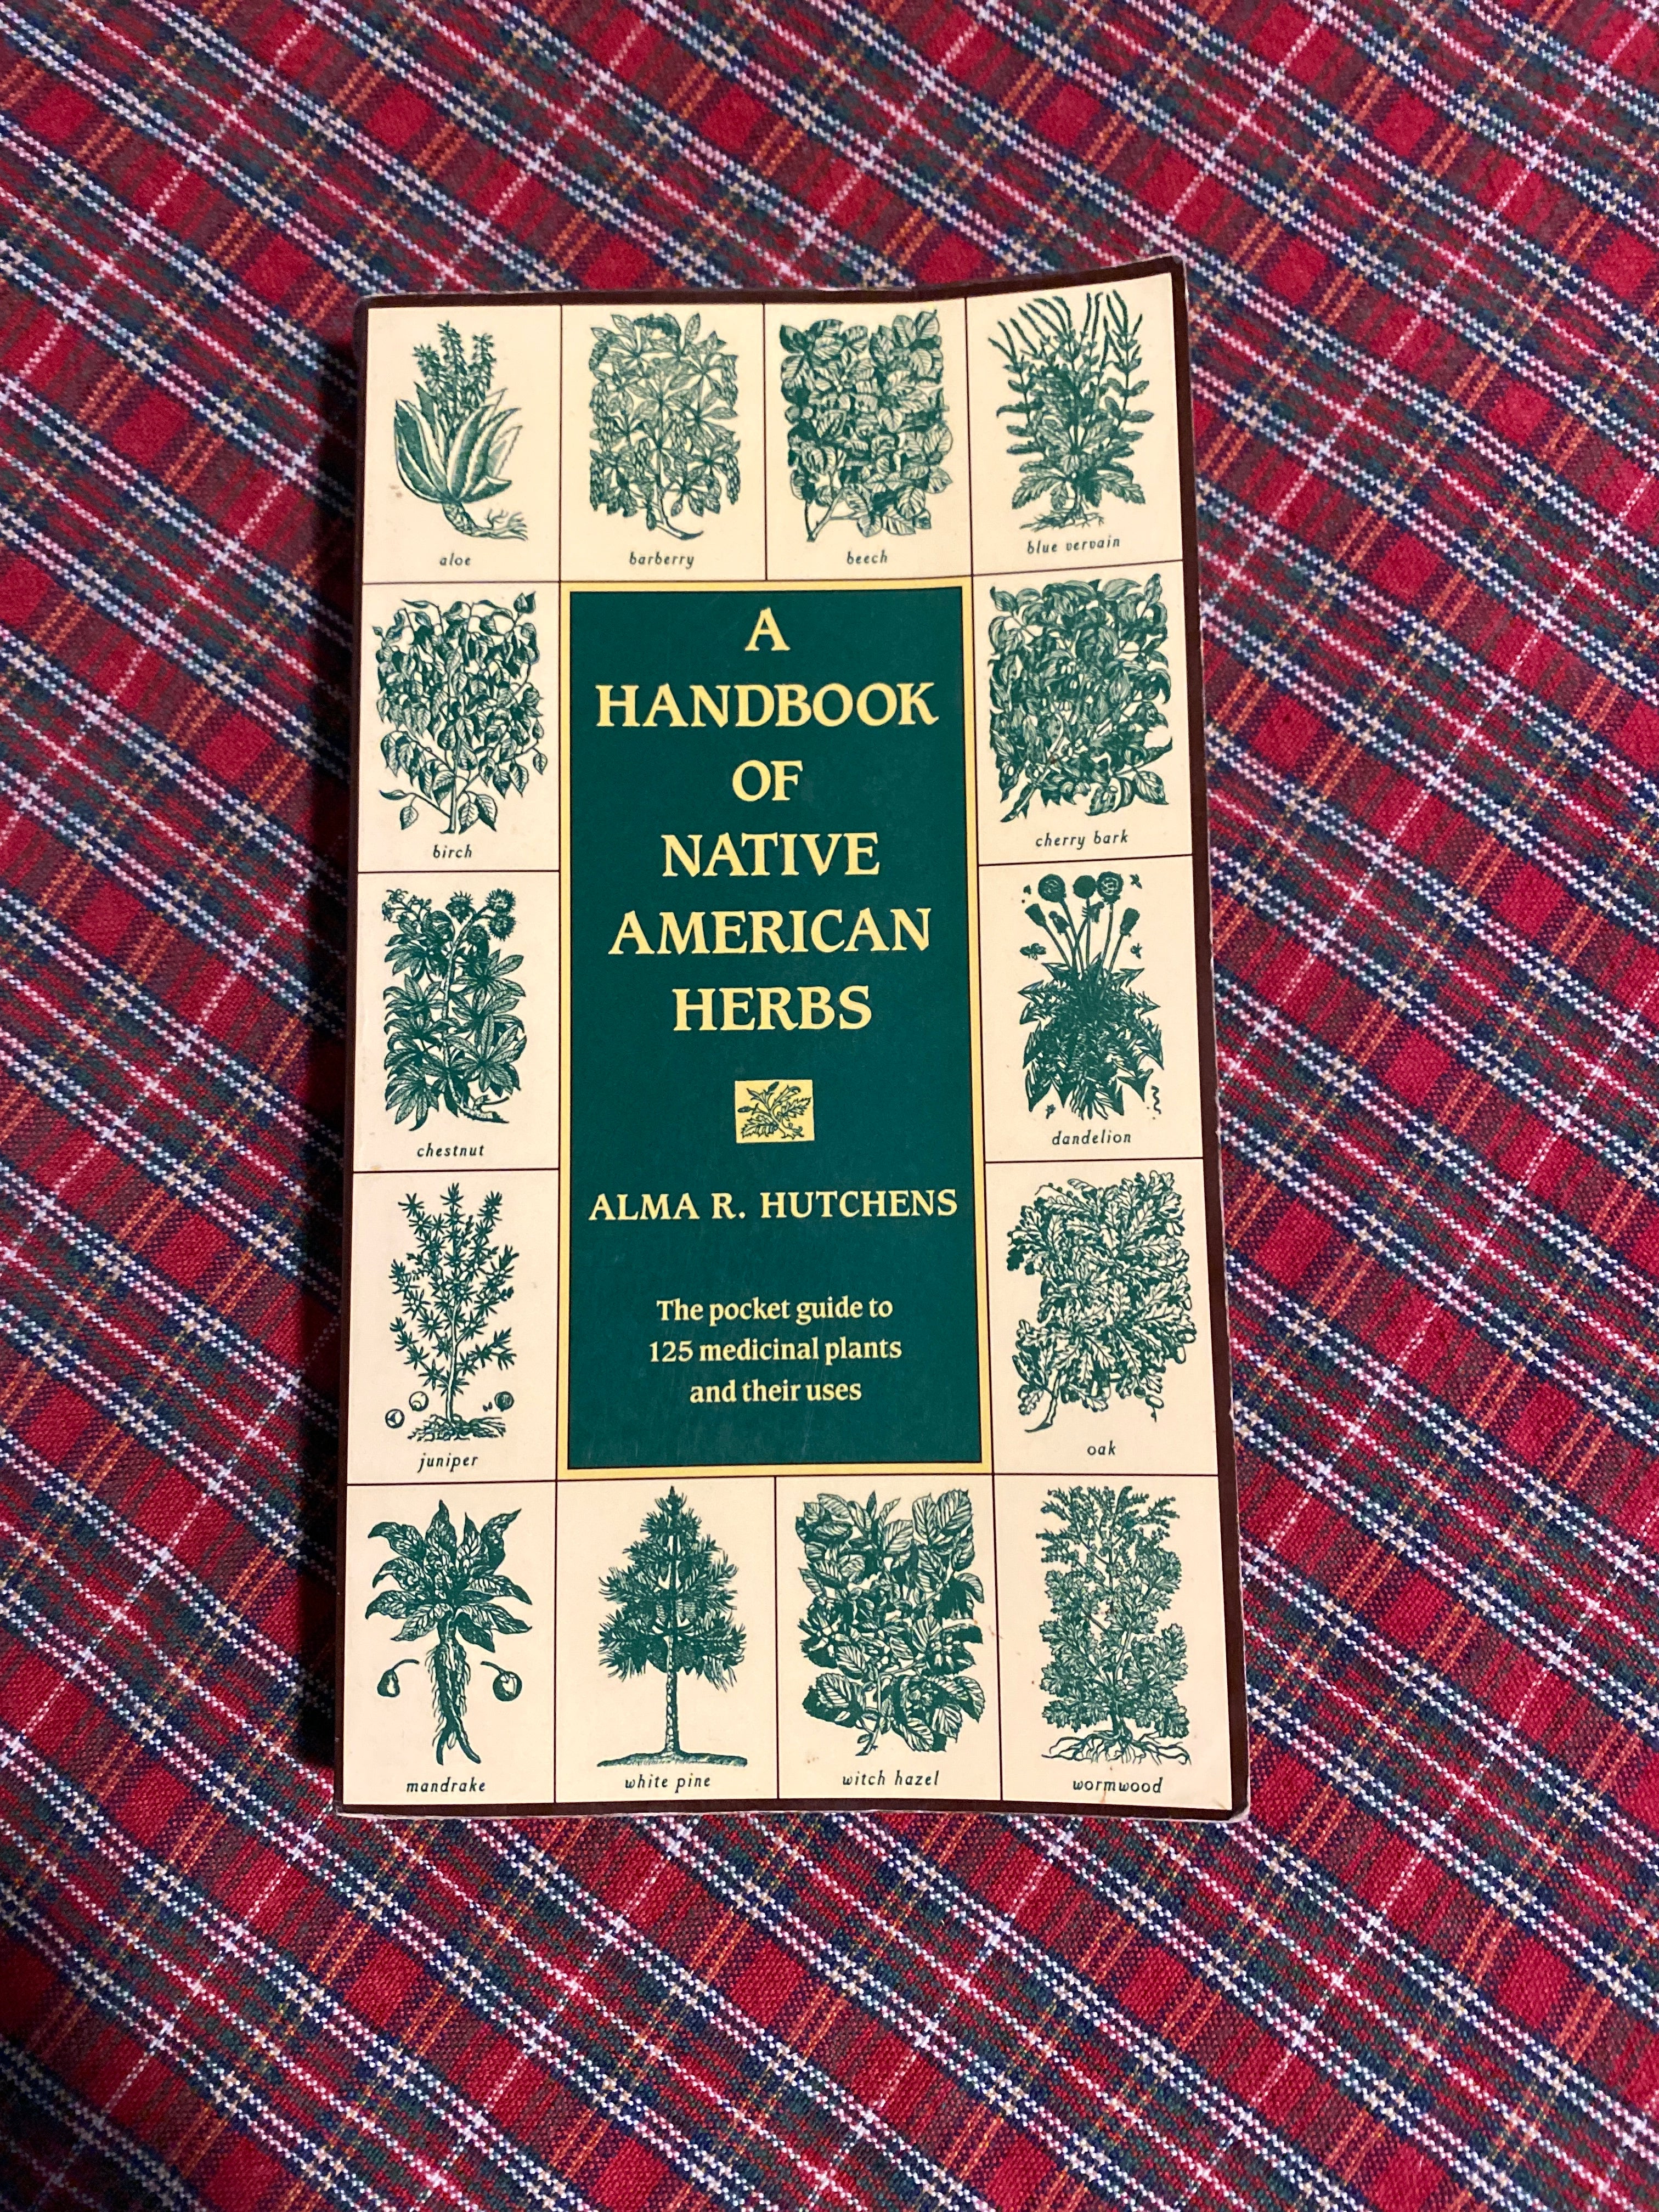 aloe
barberry
beech
blue vervain
A
HANDBOOK
OF
NATIVE
AMERICAN
HERBS
ALMA R. HUTCHENS
The pocket guide to
125 medicinal plants
and their uses
birch
cherry bark
chestnut
dandelion
juniper
oak
mandrake
white pine
witch hazel
wormwood